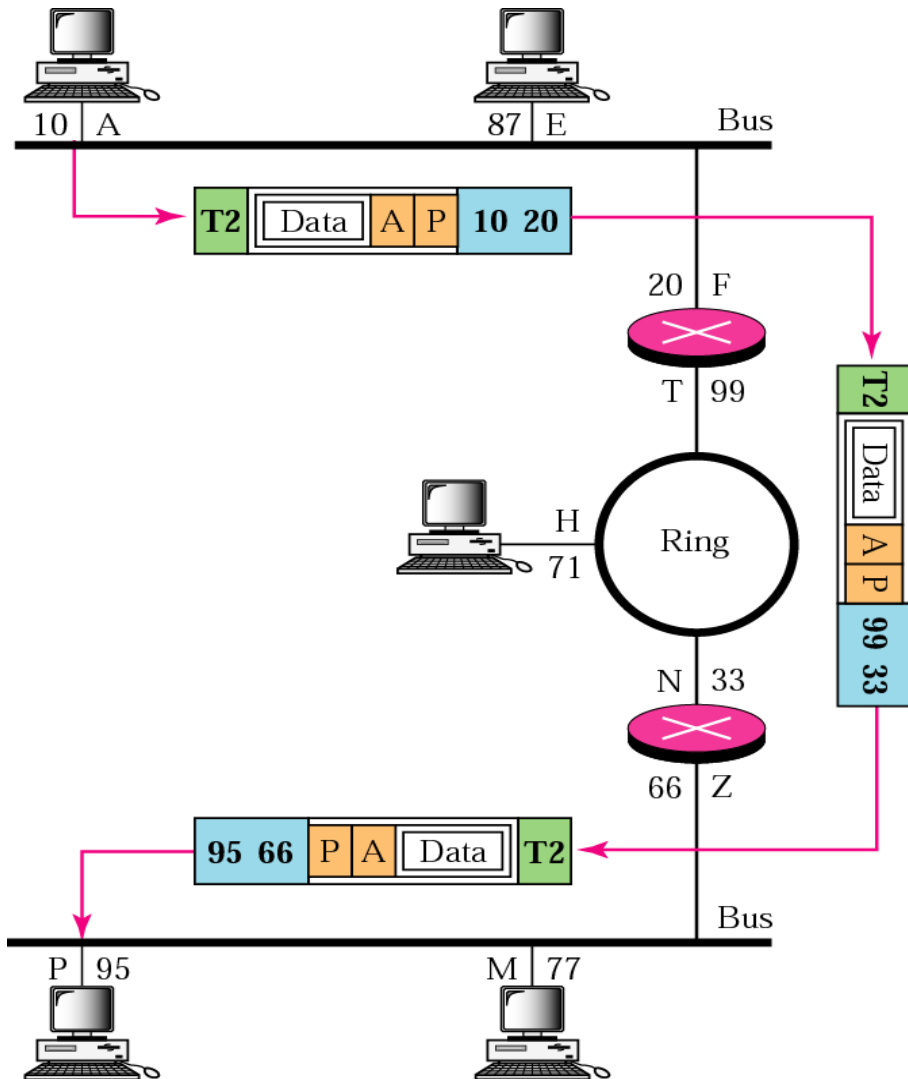 10 A
87 E
Bus
T2 Data A P 10 20
20 F
T 99
T2 Data A P 99 33
H
71
Ring
N 33
66 Z
95 66 P A Data T2
Bus
P 95
M 77